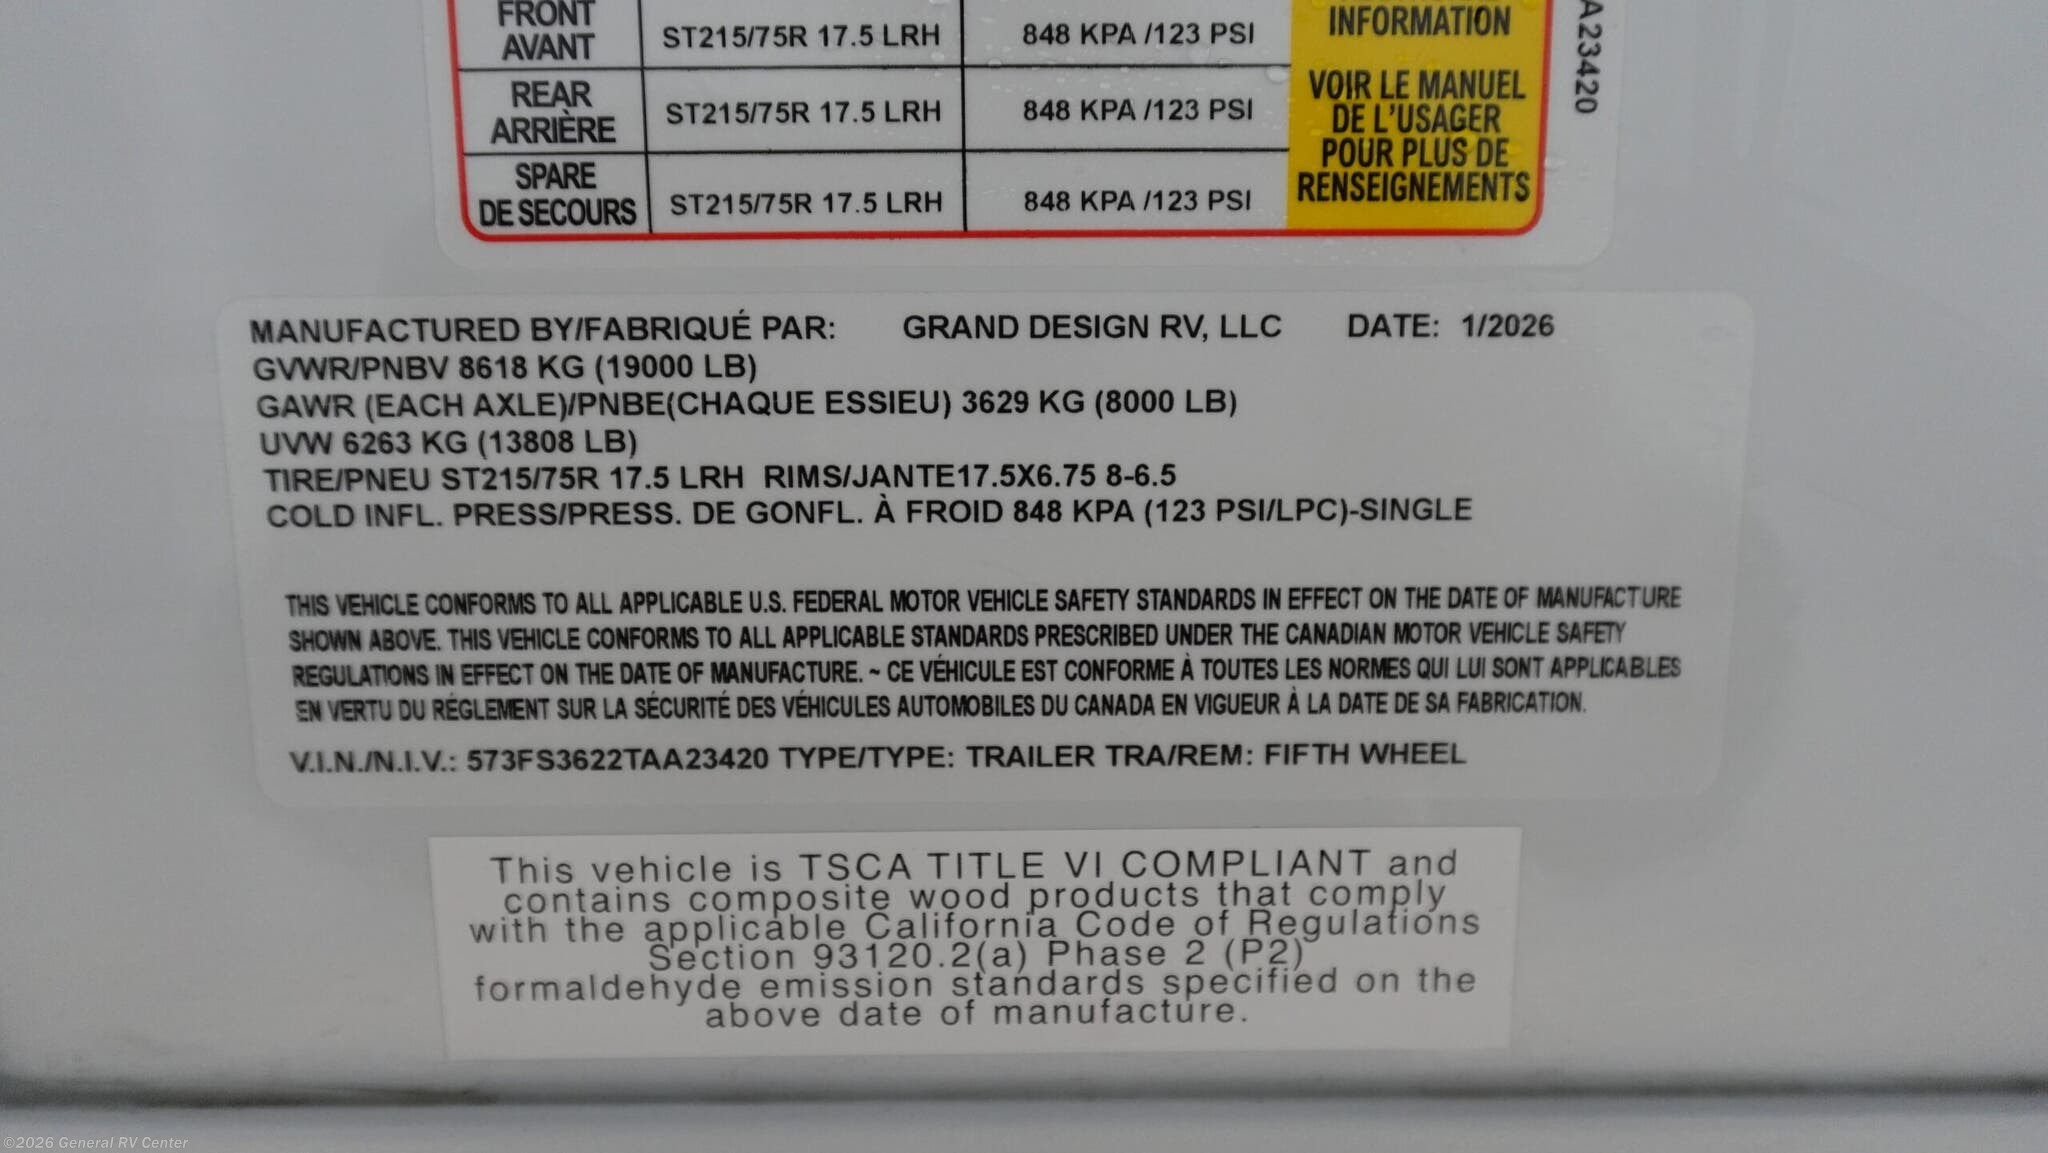 FRONT
AVANT
ST215/75R 17.5 LRH
848 KPA /123 PSI
INFORMATION
REAR
ARRIÈRE
ST215/75R 17.5 LRH
848 KPA /123 PSI
VOIR LE MANUEL
DE L'USAGER
POUR PLUS DE
RENSEIGNEMENTS
SPARE
DE SECOURS
ST215/75R 17.5 LRH
848 KPA /123 PSI
A23420
MANUFACTURED BY/FABRIQUÉ PAR: GRAND DESIGN RV, LLC DATE: 1/2026
GVWR/PNBV 8618 KG (19000 LB)
GAWR (EACH AXLE)/PNBE(CHAQUE ESSIEU) 3629 KG (8000 LB)
UVW 6263 KG (13808 LB)
TIRE/PNEU ST215/75R 17.5 LRH RIMS/JANTE17.5X6.75 8-6.5
COLD INFL. PRESS/PRESS. DE GONFL. À FROID 848 KPA (123 PSI/LPC)-SINGLE
THIS VEHICLE CONFORMS TO ALL APPLICABLE U.S. FEDERAL MOTOR VEHICLE SAFETY STANDARDS IN EFFECT ON THE DATE OF MANUFACTURE
SHOWN ABOVE. THIS VEHICLE CONFORMS TO ALL APPLICABLE STANDARDS PRESCRIBED UNDER THE CANADIAN MOTOR VEHICLE SAFETY
REGULATIONS IN EFFECT ON THE DATE OF MANUFACTURE. ~ CE VÉHICULE EST CONFORME À TOUTES LES NORMES QUI LUI SONT APPLICABLES
EN VERTU DU RÉGLEMENT SUR LA SÉCURITÉ DES VÉHICULES AUTOMOBILES DU CANADA EN VIGUEUR À LA DATE DE SA FABRICATION.
V.I.N./N.I.V.: 573FS3622TAA23420 TYPE/TYPE: TRAILER TRA/REM: FIFTH WHEEL
This vehicle is TSCA TITLE VI COMPLIANT and
contains composite wood products that comply
with the applicable California Code of Regulations
Section 93120.2(a) Phase 2 (P2)
formaldehyde emission standards specified on the
above date of manufacture.
©2026 General RV Center